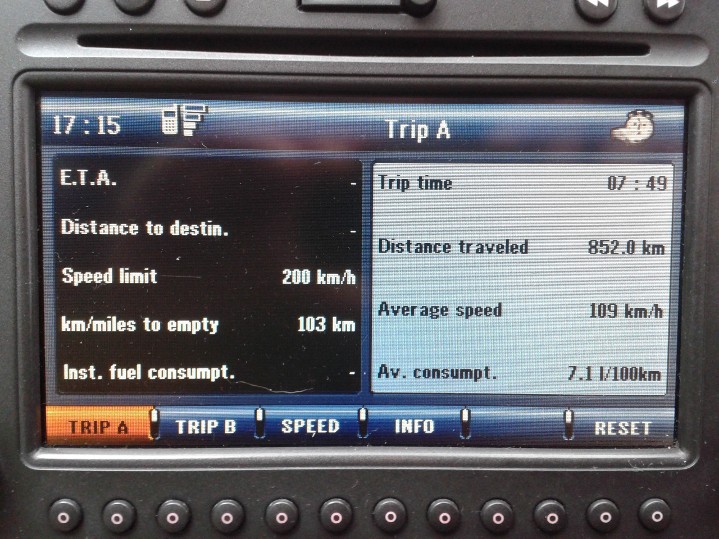 17 : 15 Trip A
E.T.A. -
Distance to destin. -
Speed limit 200 km/h
km/miles to empty 103 km
Inst. fuel consumpt. -
Trip time 07 : 49
Distance traveled 852.0 km
Average speed 109 km/h
Av. consumpt. 7.1 l/100km
TRIP A TRIP B SPEED INFO RESET